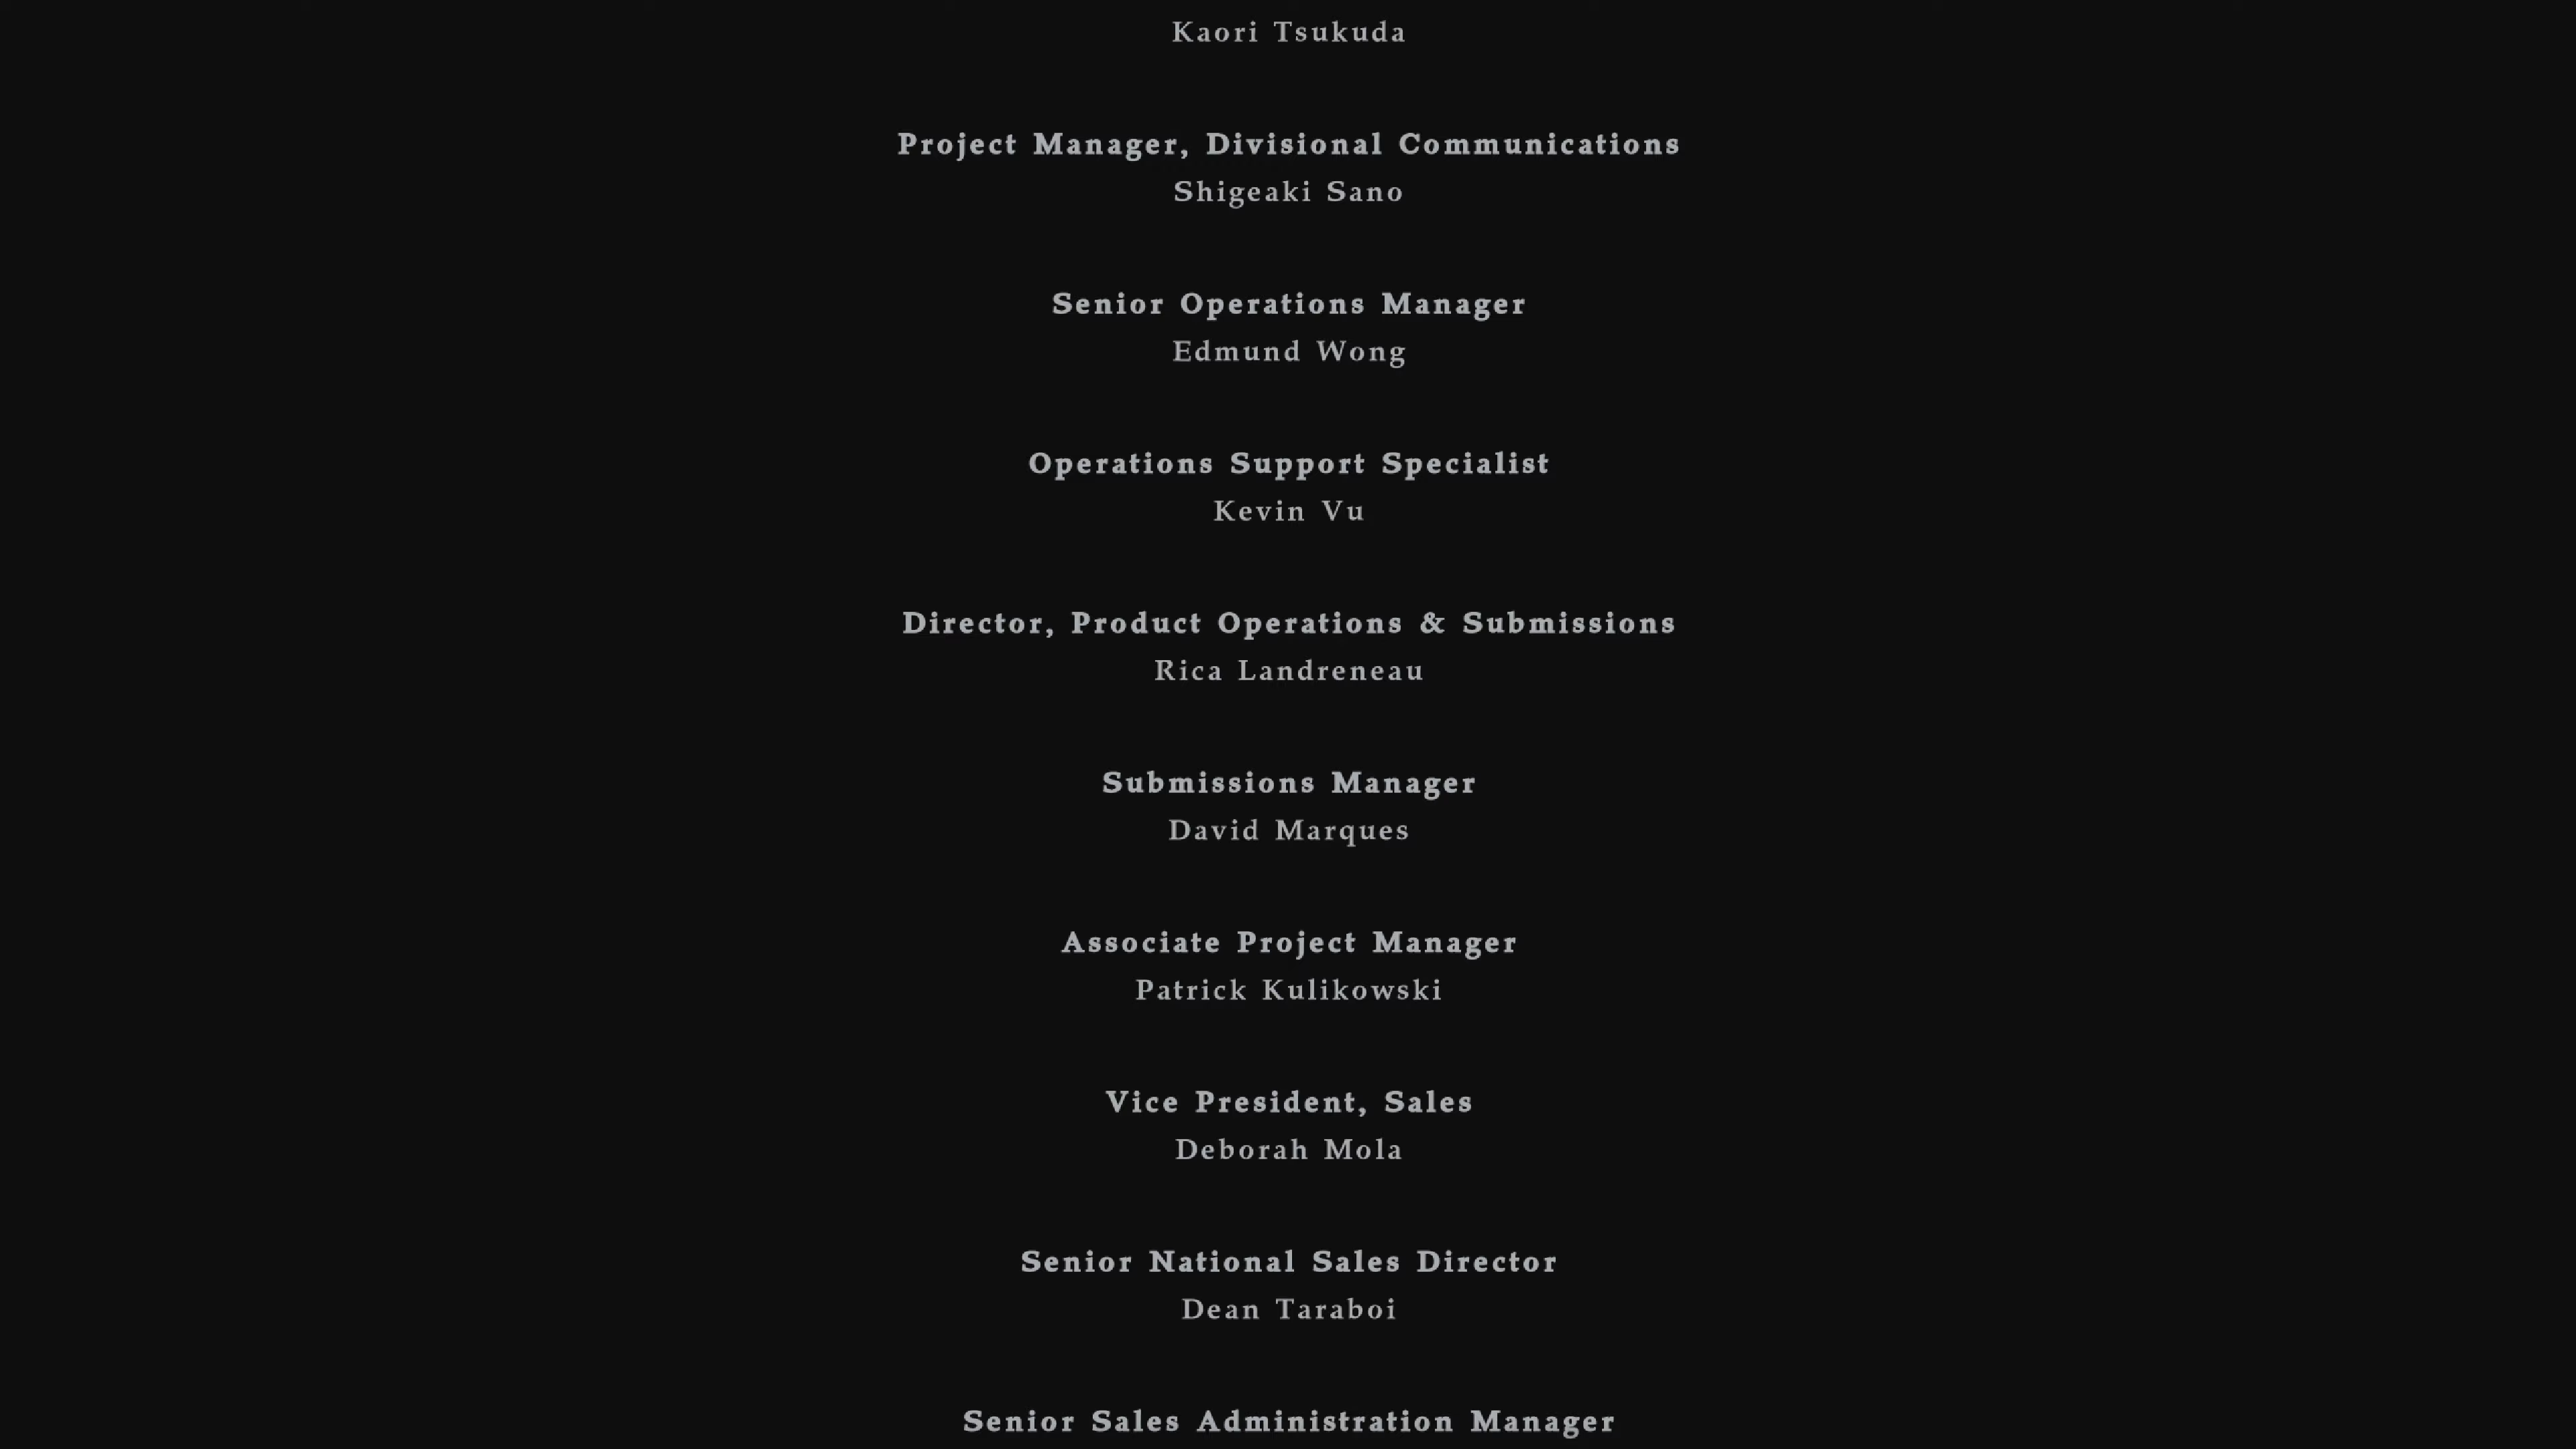 Kaori Tsukuda
Project Manager, Divisional Communications
Shigeaki Sano
Senior Operations Manager
Edmund Wong
Operations Support Specialist
Kevin Vu
Director, Product Operations & Submissions
Rica Landreneau
Submissions Manager
David Marques
Associate Project Manager
Patrick Kulikowski
Vice President, Sales
Deborah Mola
Senior National Sales Director
Dean Taraboi
Senior Sales Administration Manager